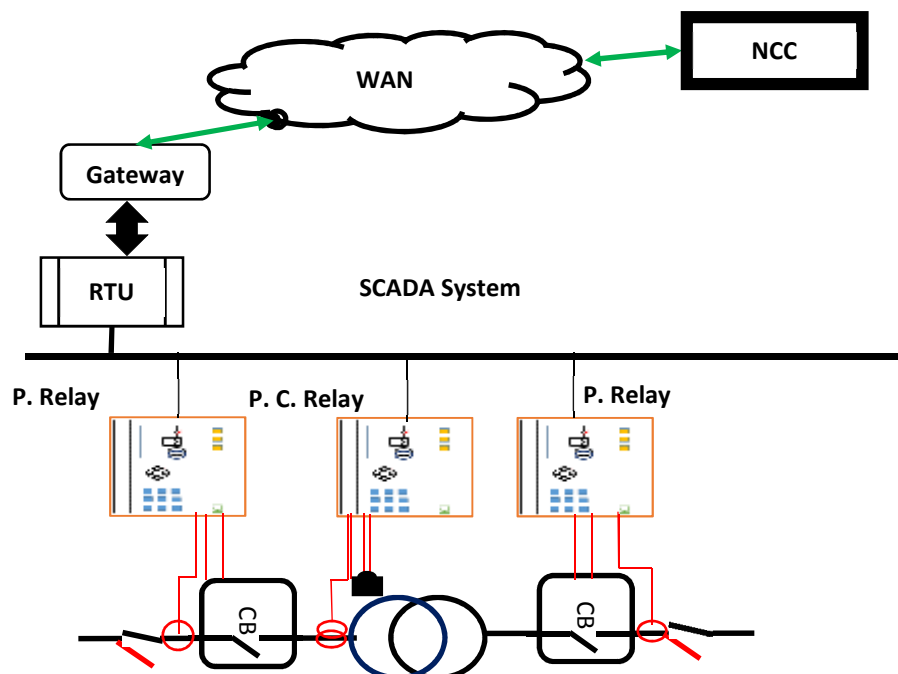 NCC
WAN
Gateway
RTU
SCADA System
P. Relay
P. C. Relay
P. Relay
CB
CB